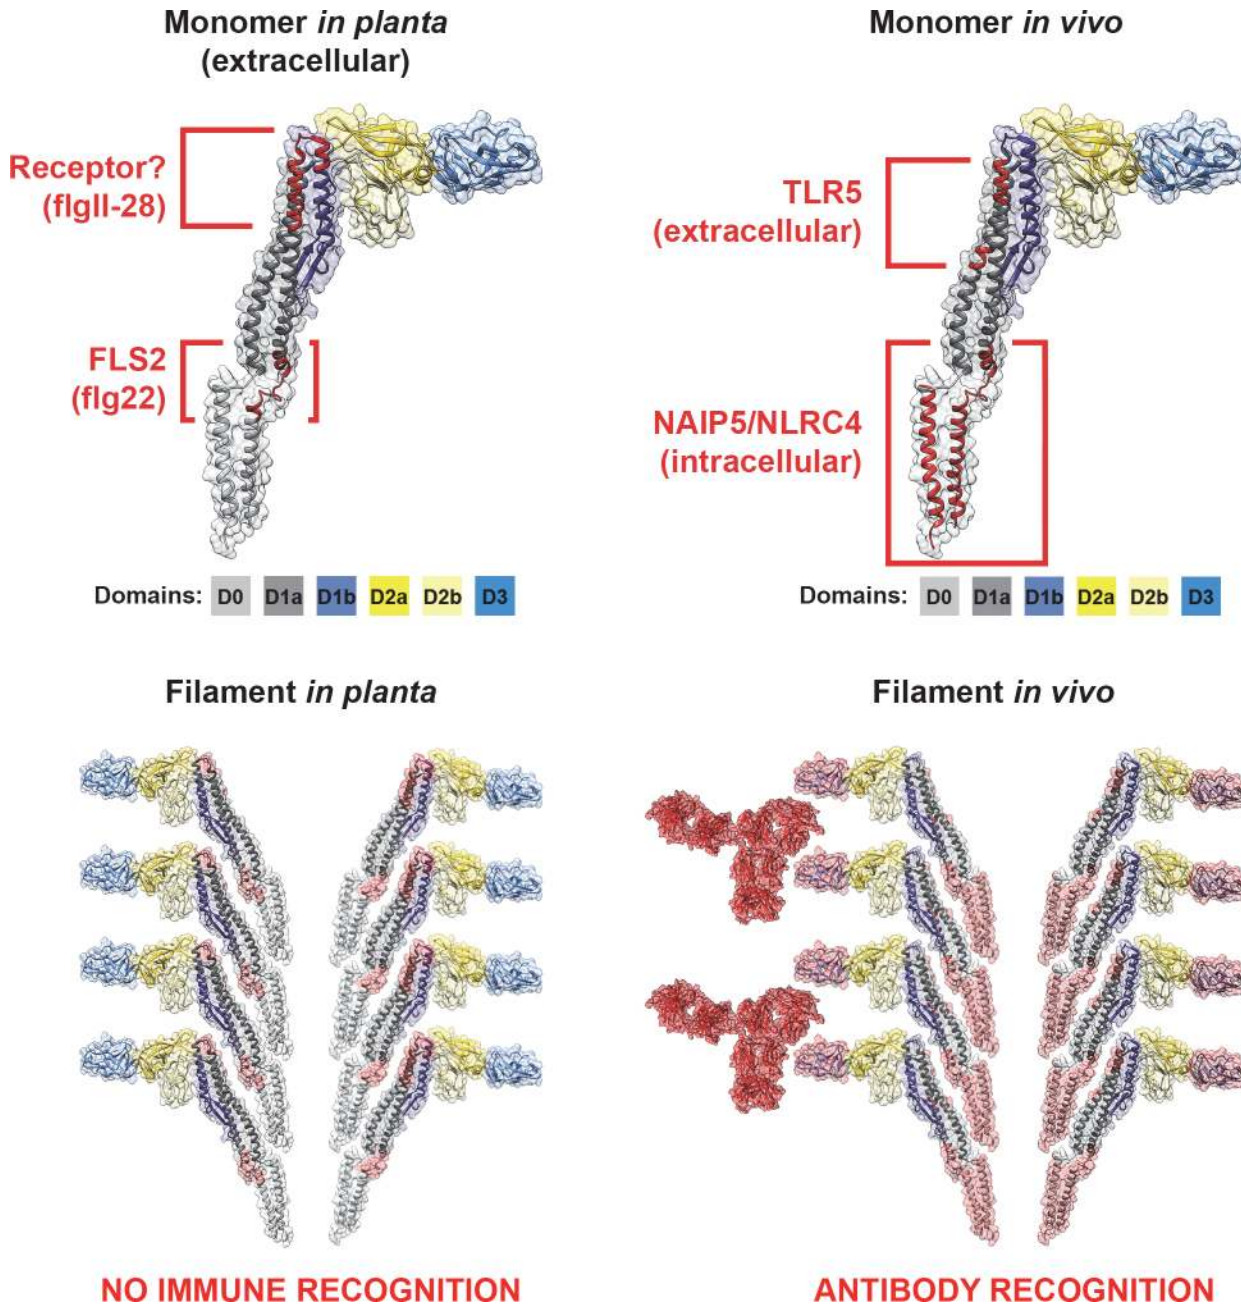 Monomer in planta
(extracellular)
Monomer in vivo
Receptor?
(flgII-28)
FLS2
(flg22)
TLR5
(extracellular)
NAIP5/NLRC4
(intracellular)
Domains: D0 D1a D1b D2a D2b D3
Domains: D0 D1a D1b D2a D2b D3
Filament in planta
Filament in vivo
NO IMMUNE RECOGNITION
ANTIBODY RECOGNITION